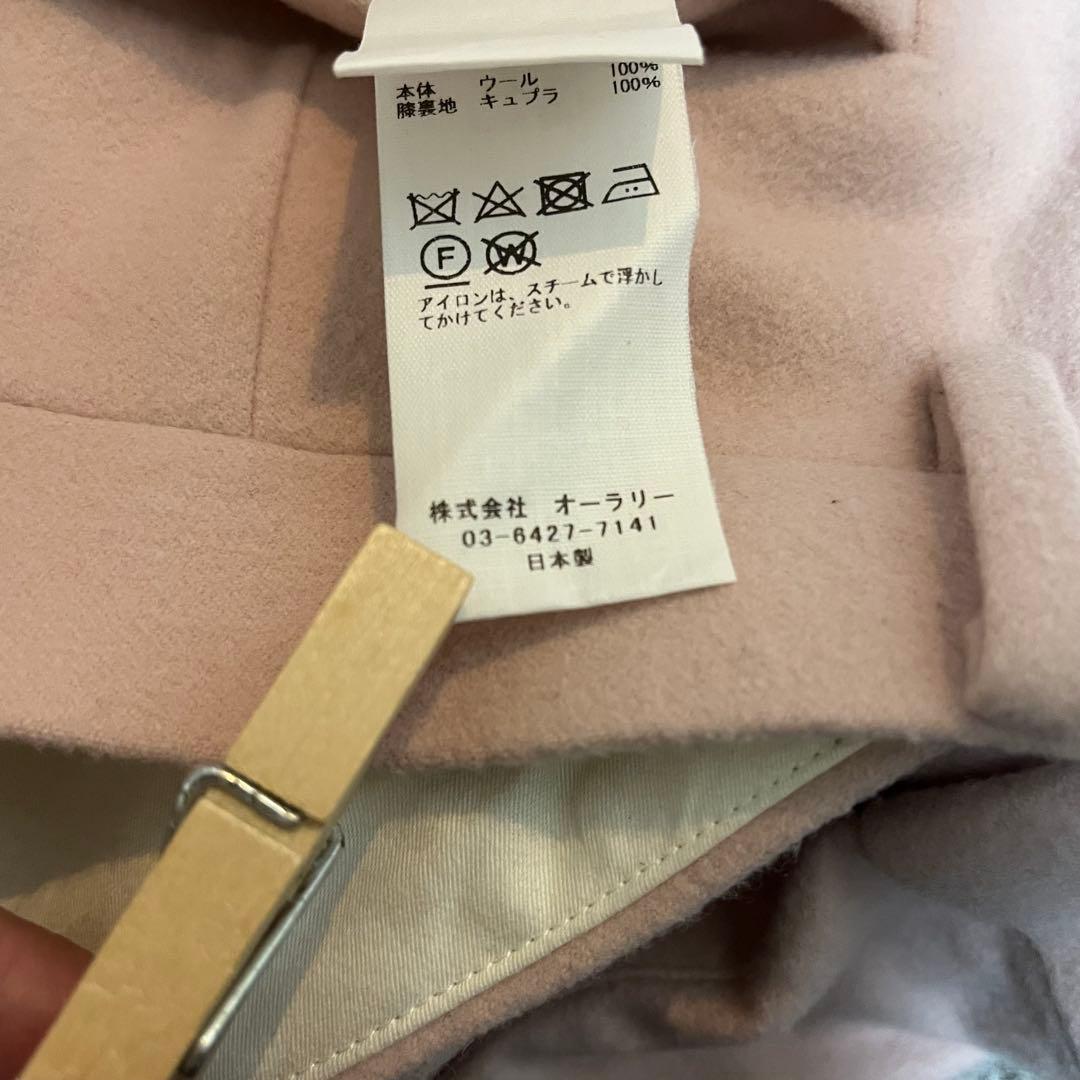 本体 ウール 100%
膝裏地 キュプラ 100%
F W
アイロンは、スチームで浮かし
てかけてください。
株式会社 オーラリー
03-6427-7141
日本製